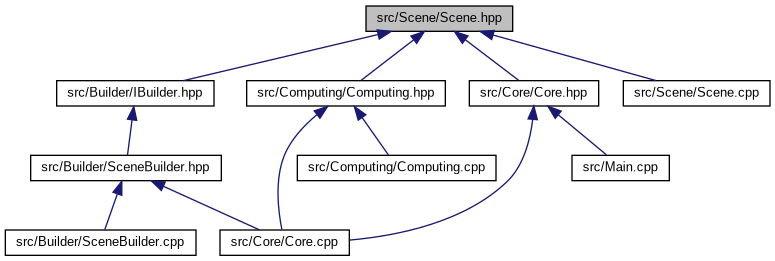 src/Scene/Scene.hpp
src/Builder/IBuilder.hpp
src/Computing/Computing.hpp
src/Core/Core.hpp
src/Scene/Scene.cpp
src/Builder/SceneBuilder.hpp
src/Computing/Computing.cpp
src/Main.cpp
src/Builder/SceneBuilder.cpp
src/Core/Core.cpp